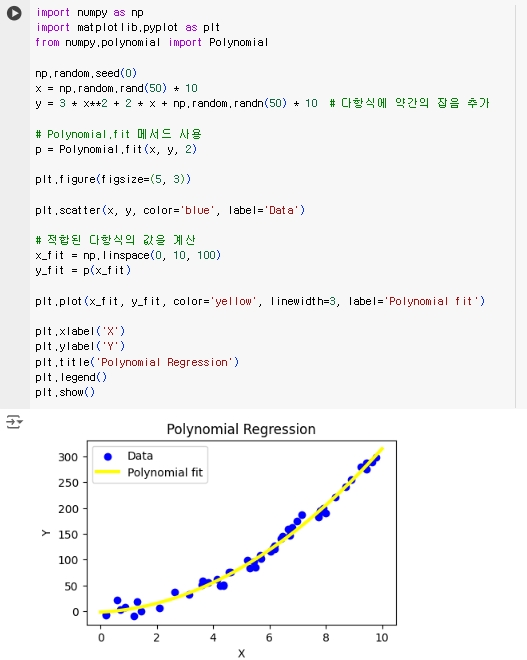 import numpy as np
import matplotlib.pyplot as plt
from numpy.polynomial import Polynomial
np.random.seed(0)
x = np.random.rand(50) * 10
y = 3 * x**2 + 2 * x + np.random.randn(50) * 10 # 다항식에 약간의 잡음 추가
# Polynomial.fit 메서드 사용
p = Polynomial.fit(x, y, 2)
plt.figure(figsize=(5, 3))
plt.scatter(x, y, color='blue', label='Data')
# 적합된 다항식의 값을 계산
x_fit = np.linspace(0, 10, 100)
y_fit = p(x_fit)
plt.plot(x_fit, y_fit, color='yellow', linewidth=3, label='Polynomial fit')
plt.xlabel('X')
plt.ylabel('Y')
plt.title('Polynomial Regression')
plt.legend()
plt.show()
Polynomial Regression
Data
Polynomial fit
300
250
200
150
100
50
0
Y
0 2 4 6 8 10
X